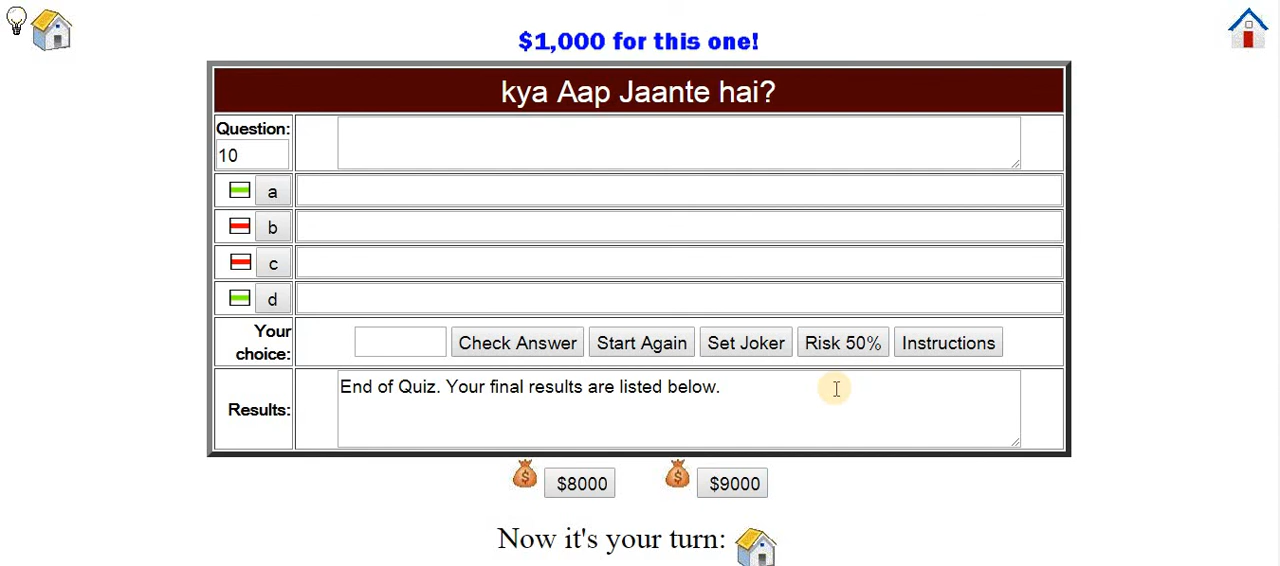 $1,000 for this one!
kya Aap Jaante hai?
Question:
10
a
b
c
d
Your choice:
Check Answer Start Again Set Joker Risk 50% Instructions
Results:
End of Quiz. Your final results are listed below.
$8000 $9000
Now it's your turn: